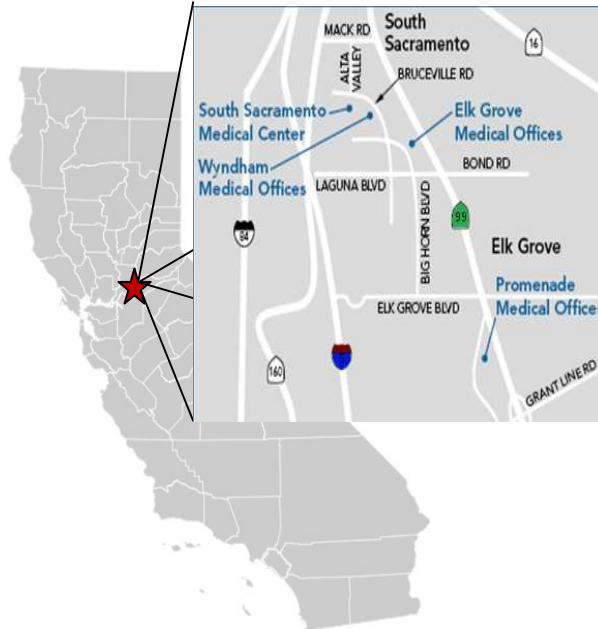 South
Sacramento
MACK RD
16
ALTA
VALLEY
BRUCEVILLE RD
South Sacramento
Medical Center
Elk Grove
Medical Offices
Wyndham
Medical Offices
BOND RD
LAGUNA BLVD
BIG HORN BLVD
99
84
Elk Grove
Promenade
Medical Offices
ELK GROVE BLVD
5
160
GRANT LINE RD